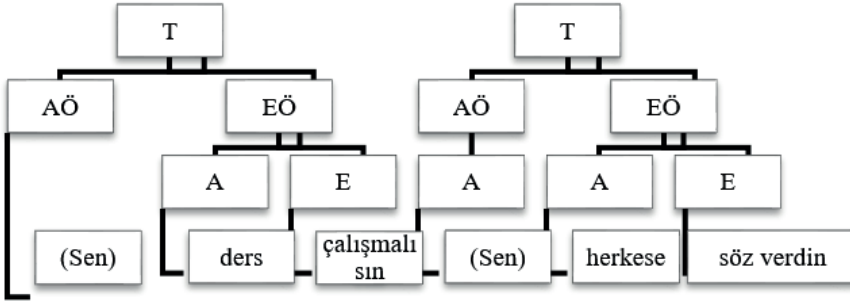 T
T
AÖ
EÖ
AÖ
EÖ
A
E
A
A
E
(Sen)
ders
çalışmalı
sın
(Sen)
herkese
söz verdin